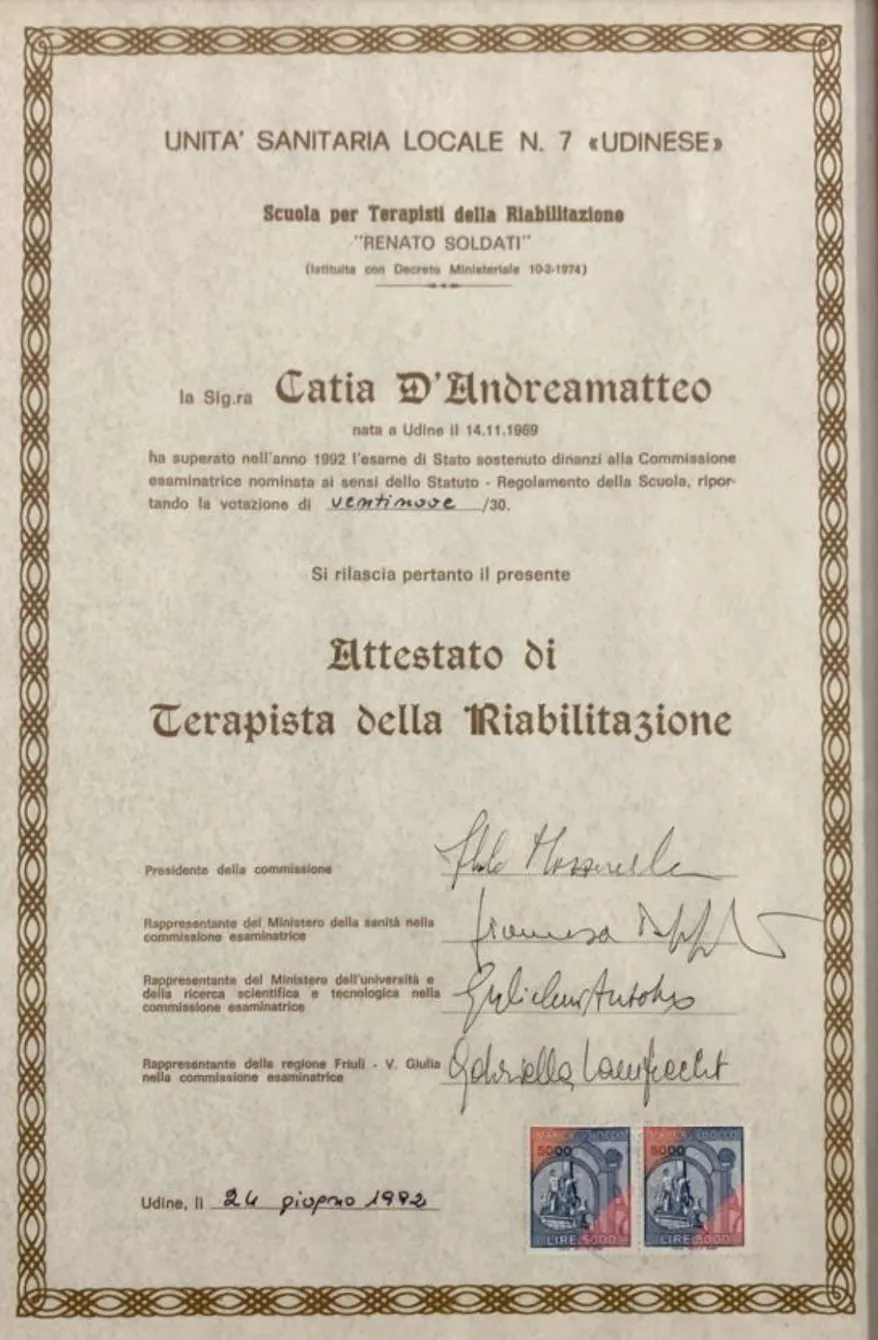 UNITA' SANITARIA LOCALE N. 7 «UDINESE»
Scuola per Terapisti della Riabilitazione
"RENATO SOLDATI"
(Istituita con Decreto Ministeriale 10-2-1974)
la Sig.ra Catia D'Andreamatteo
nata a Udine il 14.11.1969
ha superato nell'anno 1992 l'esame di Stato sostenuto dinanzi alla Commissione
esaminatrice nominata ai sensi dello Statuto - Regolamento della Scuola, ripor-
tando la votazione di ventinove /30.
Si rilascia pertanto il presente
Attestato di
Terapista della Riabilitazione
Presidente della commissione
Rappresentante del Ministero della sanità nella
commissione esaminatrice
Rappresentante del Ministero dell'università e
della ricerca scientifica e tecnologica nella
commissione esaminatrice
Rappresentante della regione Friuli - V. Giulia
nella commissione esaminatrice
Gabriella
5000 5000
LIRE 5000 LIRE 5000
Udine, lì 24 giugno 1992